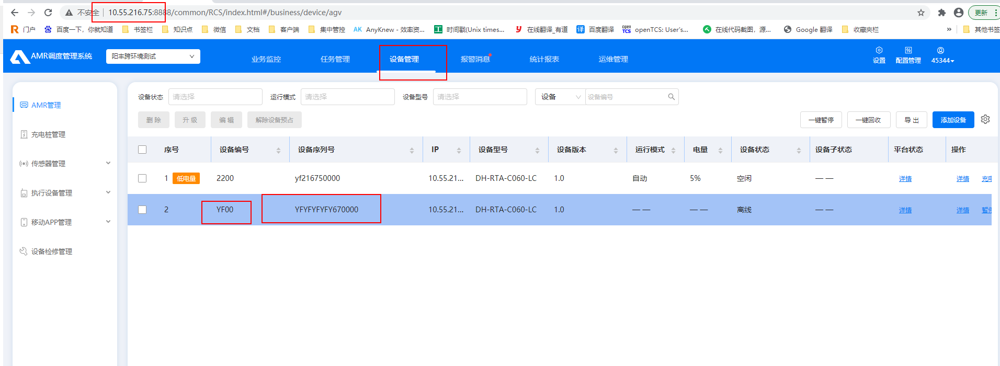 不安全 | 10.55.216.75:8888/common/RCS/index.html#/business/device/agv 更新
门户 百度一下，你就知道 书签栏 知识点 微信 文档 客户端 集中管控 AK AnyKnew - 效率资... 工 时间戳(Unix times... 在线翻译_有道 译 百度翻译 open TCS openTCS: User's... 在线代码截图，源... Google 翻译 收藏夹栏 » 其他书签
AMR调度管理系统 阳丰跨环境测试 业务监控 任务管理 设备管理 报警消息 统计报表 运维管理 设置 配置管理 45344
AMR管理
充电桩管理
传感器管理
执行设备管理
移动APP管理
设备检修管理
设备状态 请选择 运行模式 请选择 设备型号 请选择 设备 设备编号
删 除 升 级 编 辑 解除设备预占 一键暂停 一键回收 导 出 添加设备
序号 设备编号 设备序列号 IP 设备型号 设备版本 运行模式 电量 设备状态 设备子状态 平台状态 操作
1 低电量 2200 yf216750000 10.55.21... DH-RTA-C060-LC 1.0 自动 5% 空闲 — — 详情 详情 充电
2 YF00 YFYFYFYFY670000 10.55.21... DH-RTA-C060-LC 1.0 — — — — 离线 — — 详情 详情 暂停